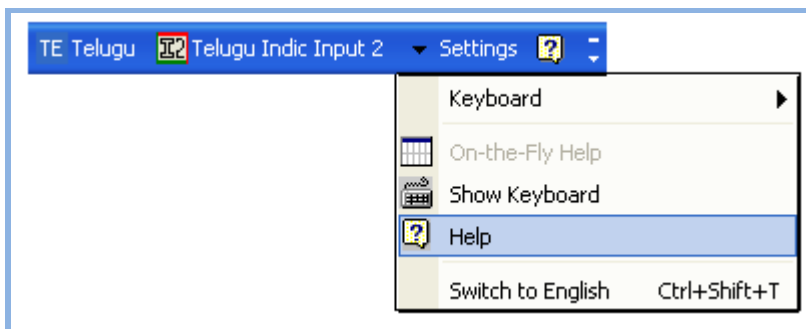 TE Telugu I2 Telugu Indic Input 2 Settings ?
Keyboard
On-the-Fly Help
Show Keyboard
? Help
Switch to English Ctrl+Shift+T